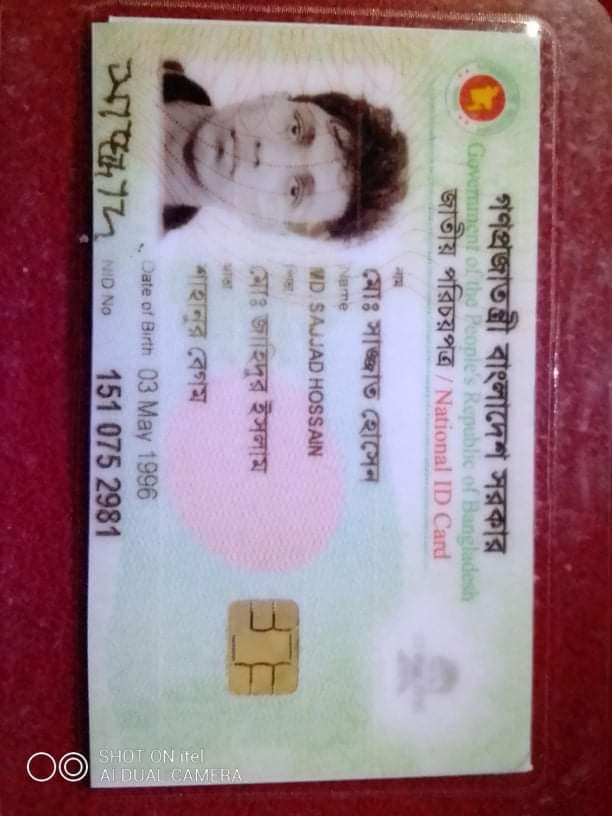 গণপ্রজাতন্ত্রী বাংলাদেশ সরকার
Government of the People's Republic of Bangladesh
জাতীয় পরিচয়পত্র / National ID Card
নাম
মোঃ সাজ্জাত হোসেন
Name
MD. SAJJAD HOSSAIN
পিতা
মোঃ জাহিদুর ইসলাম
মাতা
শাহনুর বেগম
Date of Birth 03 May 1996
NID No 151 075 2981
SHOT ON itel
AI DUAL CAMERA